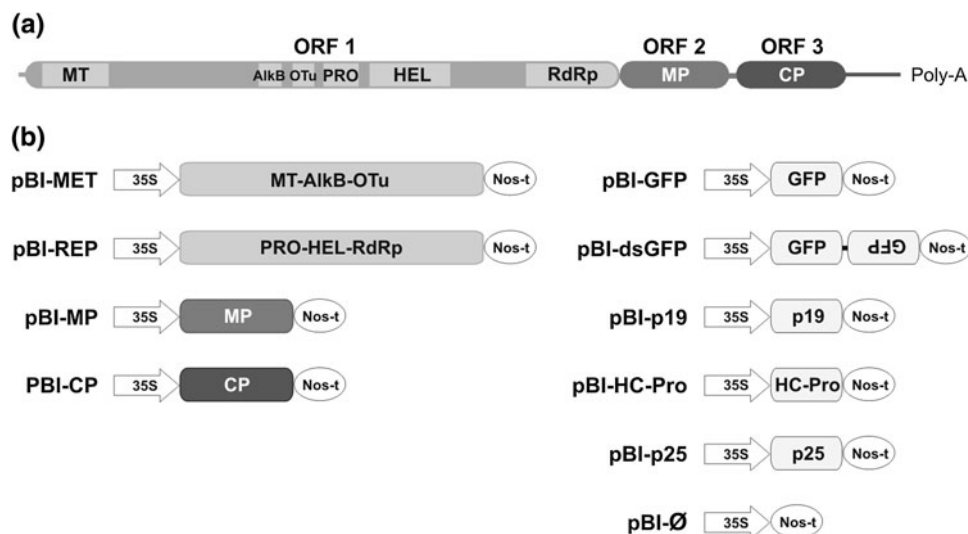 (a)
ORF 1 ORF 2 ORF 3
MT AlkB OTu PRO HEL RdRp MP CP Poly-A
(b)
pBI-MET 35S MT-AlkB-OTu Nos-t
pBI-REP 35S PRO-HEL-RdRp Nos-t
pBI-MP 35S MP Nos-t
PBI-CP 35S CP Nos-t
pBI-GFP 35S GFP Nos-t
pBI-dsGFP 35S GFP GFP Nos-t
pBI-p19 35S p19 Nos-t
pBI-HC-Pro 35S HC-Pro Nos-t
pBI-p25 35S p25 Nos-t
pBI-Ø 35S Nos-t